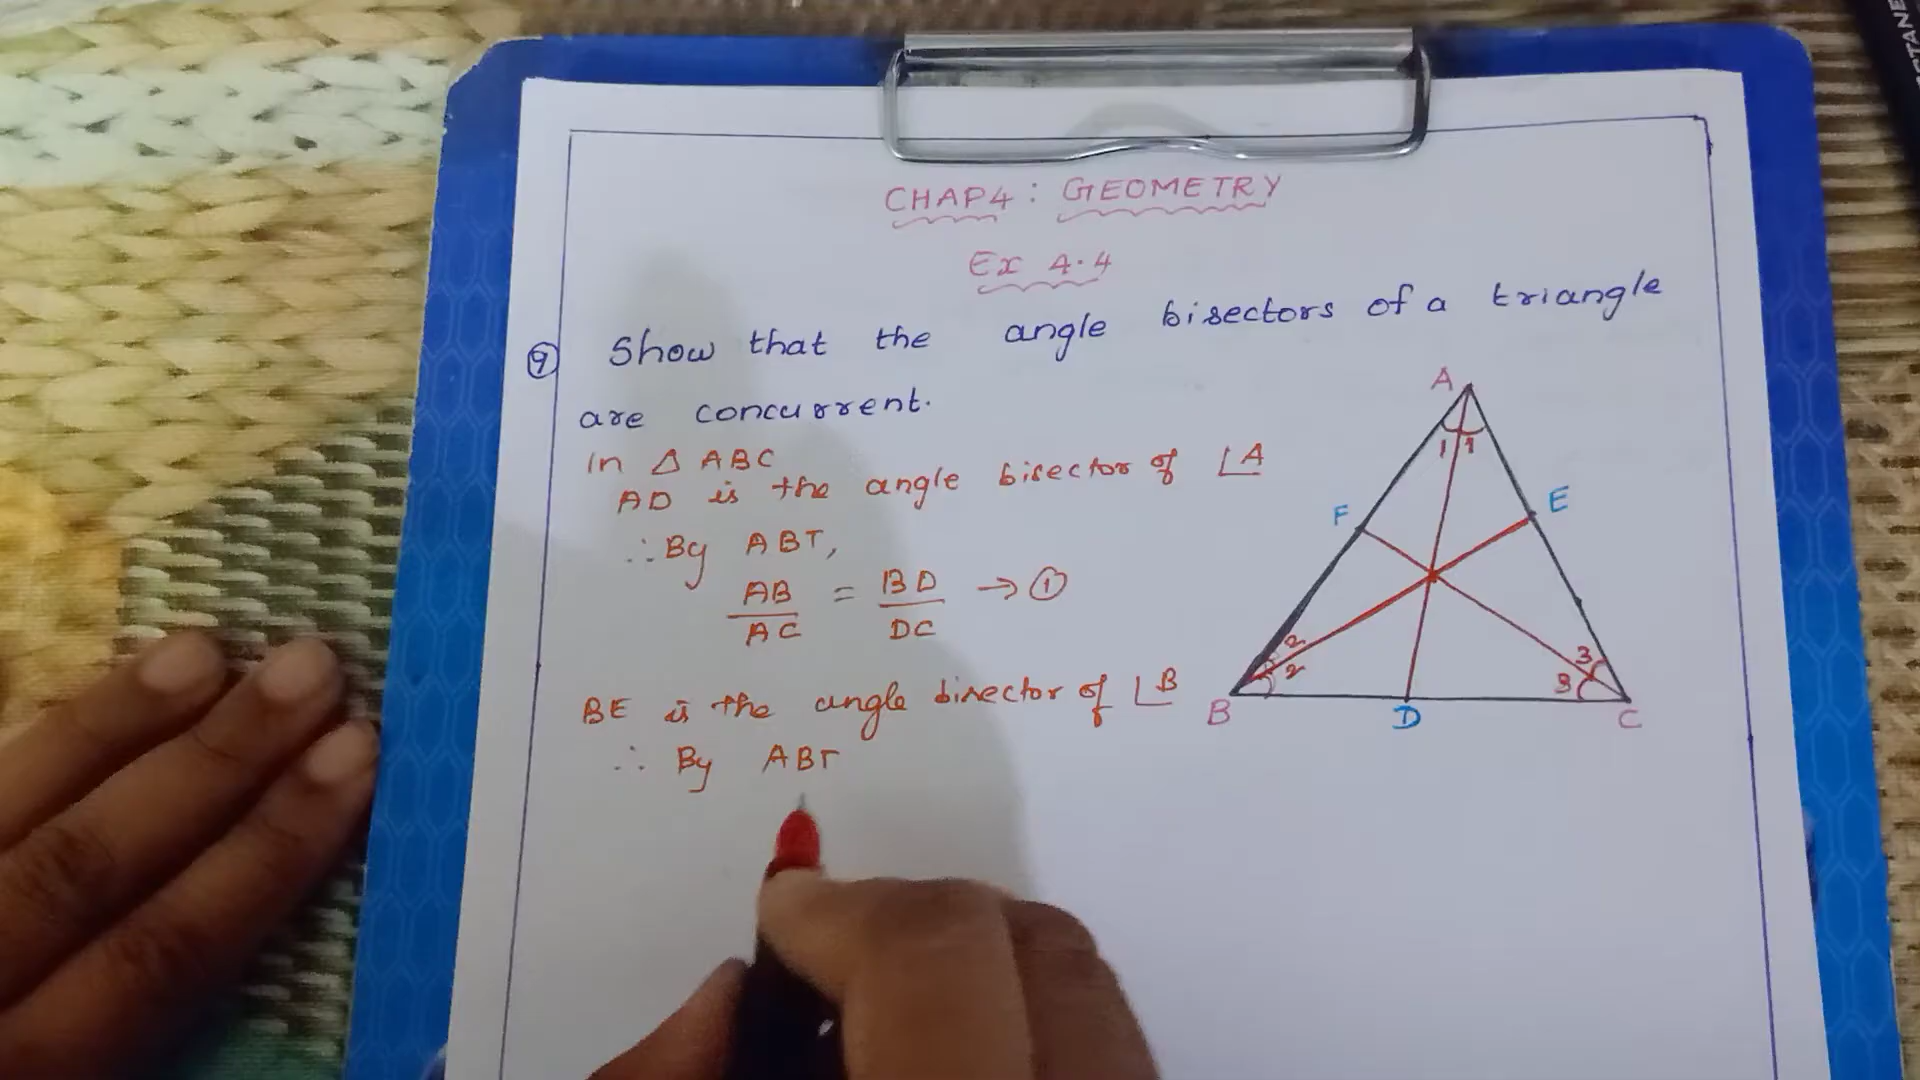 CHAP4 : GEOMETRY
Ex 4.4
9 Show that the angle bisectors of a triangle
are concurrent.
In △ ABC
AD is the angle bisector of ∠A
∴ By ABT,
AB/AC = BD/DC → ①
BE is the angle bisector of ∠B
∴ By ABT
A
1 1
F
E
2
2
3
3
B
D
C